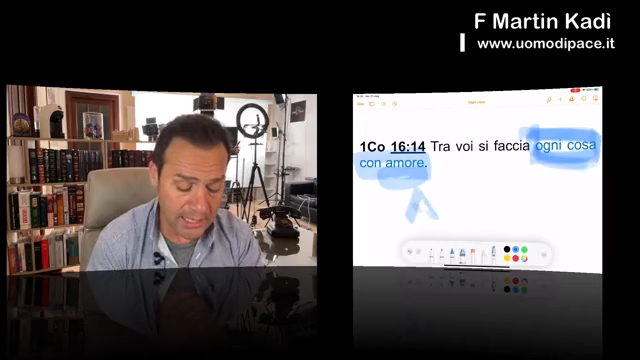 F Martin Kadì
www.uomodipace.it
1Co 16:14 Tra voi si faccia ogni cosa
con amore.